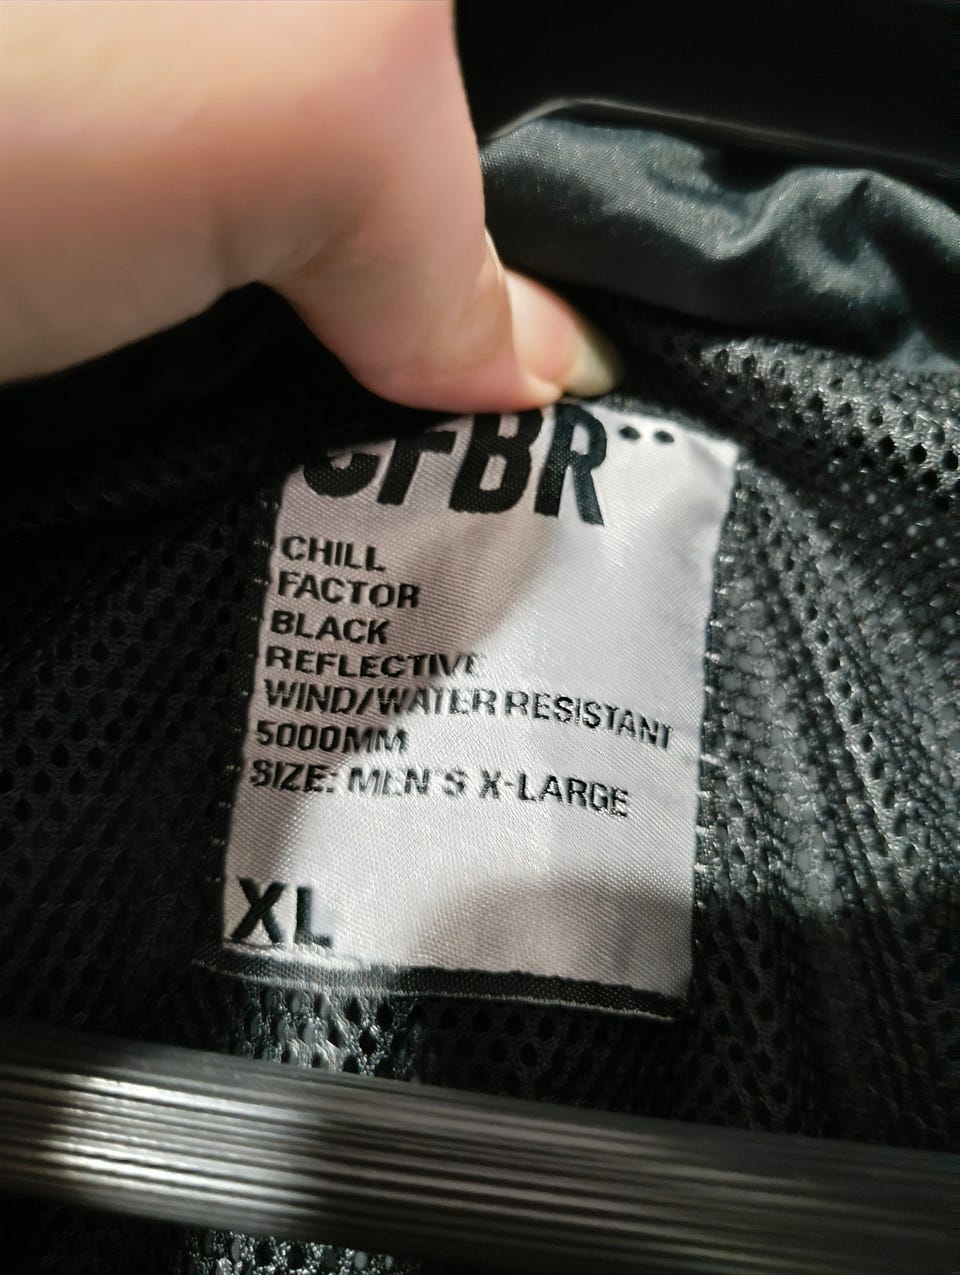 CFBR**
CHILL
FACTOR
BLACK
REFLECTIVE
WIND/WATER RESISTANT
5000MM
SIZE: MEN'S X-LARGE
XL